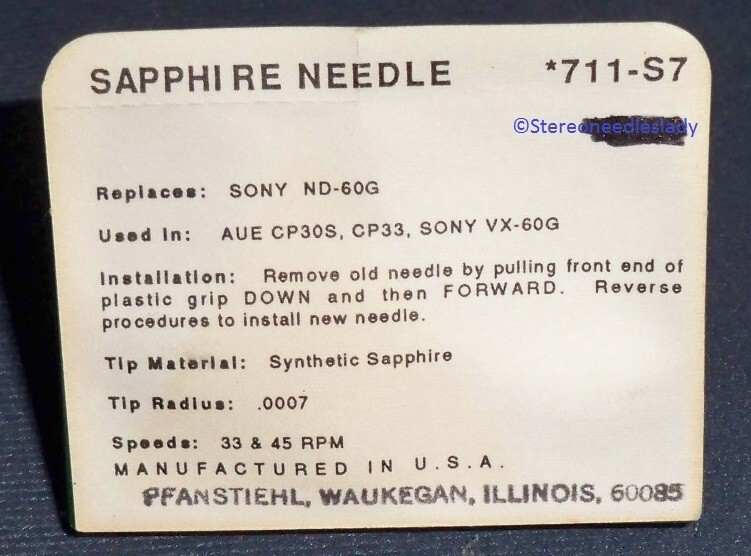 SAPPHIRE NEEDLE *711-S7
©Stereoneedleslady
Replaces: SONY ND-60G
Used In: AUE CP30S, CP33, SONY VX-60G
Installation: Remove old needle by pulling front end of
plastic grip DOWN and then FORWARD. Reverse
procedures to install new needle.
Tip Material: Synthetic Sapphire
Tip Radius: .0007
Speeds: 33 & 45 RPM
MANUFACTURED IN U.S.A.
PFANSTIEHL, WAUKEGAN, ILLINOIS, 60085